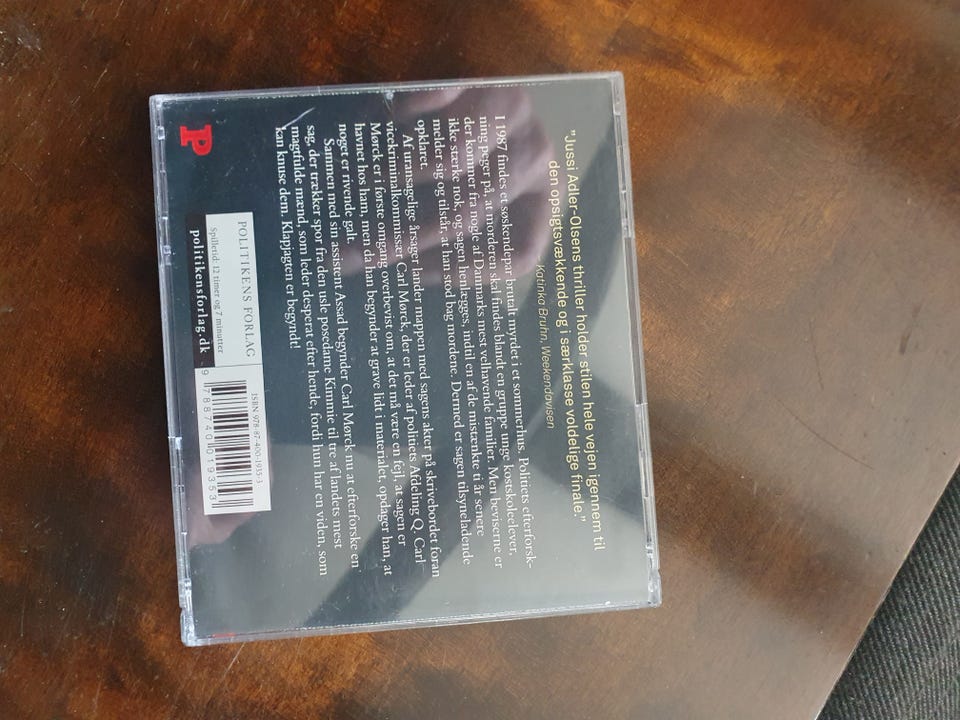 "Jussi Adler-Olsens thriller holder stilen hele vejen igennem til
den opsigtsvækkende og i særklasse voldelige finale."
Katinka Bruhn, Weekendavisen
I 1987 findes et søskendepar brutalt myrdet i et sommerhus. Politiets efterforsk-
ning peger på, at morderen skal findes blandt en gruppe unge kostskoleelever,
der kommer fra nogle af Danmarks mest velhavende familier. Men beviserne er
ikke stærke nok, og sagen henlægges, indtil en af de mistænkte ti år senere
melder sig og tilstår, at han stod bag mordene. Dermed er sagen tilsyneladende
opklaret.
Af uransagelige årsager lander mappen med sagens akter på skrivebordet foran
vicekriminalkommissær Carl Mørck, der er leder af politiets Afdeling Q. Carl
Mørck er i første omgang overbevist om, at det må være en fejl, at sagen er
havnet hos ham, men da han begynder at grave lidt i materialet, opdager han, at
noget er rivende galt.
Sammen med sin assistent Assad begynder Carl Mørck nu at efterforske en
sag, der trækker spor fra den usle posedame Kimmie til tre af landets mest
magtfulde mænd, som leder desperat efter hende, fordi hun har en viden, som
kan knuse dem. Klapjagten er begyndt!
P
POLITIKENS FORLAG
Spilletid: 12 timer og 7 minutter
politikensforlag.dk
ISBN 978-87-400-1935-3
9 788740 019353